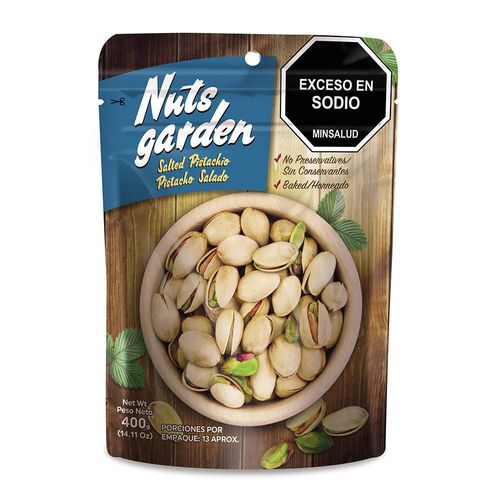 Nuts
garden
Salted Pistachio
Pistacho Salado
EXCESO EN
SODIO
MINSALUD
✓ No Preservatives/
Sin Conservantes
✓ Baked/Horneado
Net Wt
Peso Neto
400g
(14.11 Oz)
PORCIONES POR
EMPAQUE: 13 APROX.